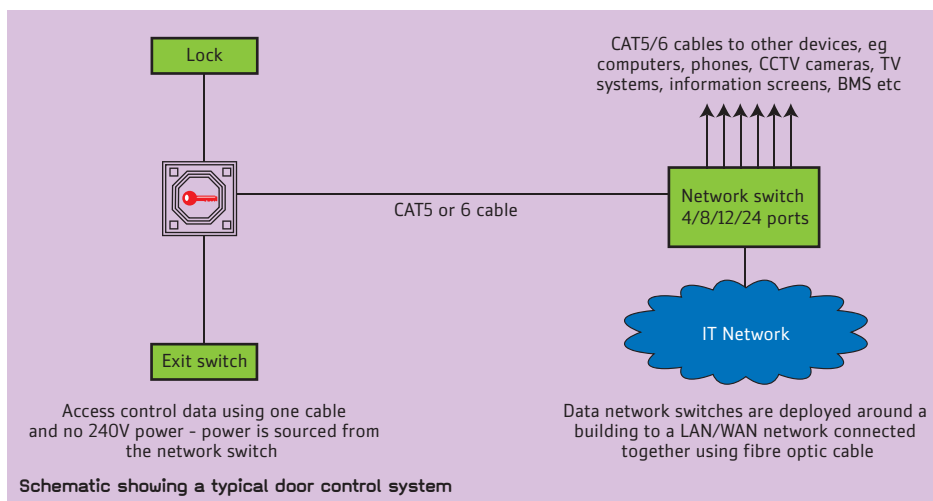 Lock
CAT5/6 cables to other devices, eg
computers, phones, CCTV cameras, TV
systems, information screens, BMS etc
CAT5 or 6 cable
Network switch
4/8/12/24 ports
IT Network
Exit switch
Access control data using one cable
and no 240V power - power is sourced from
the network switch
Data network switches are deployed around a
building to a LAN/WAN network connected
together using fibre optic cable
Schematic showing a typical door control system